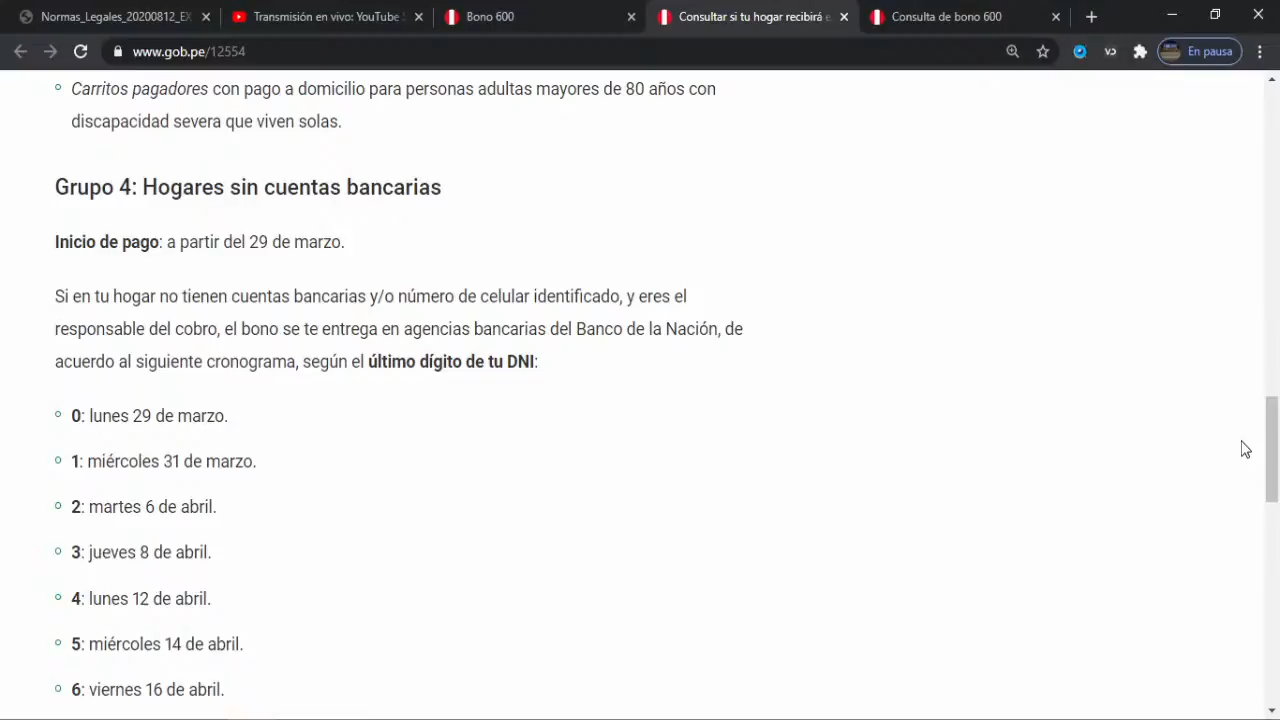 Normas_Legales_20200812_EX
Transmisión en vivo: YouTube
Bono 600
Consultar si tu hogar recibirá e
Consulta de bono 600
www.gob.pe/12554
En pausa
Carritos pagadores con pago a domicilio para personas adultas mayores de 80 años con
discapacidad severa que viven solas.
Grupo 4: Hogares sin cuentas bancarias
Inicio de pago: a partir del 29 de marzo.
Si en tu hogar no tienen cuentas bancarias y/o número de celular identificado, y eres el
responsable del cobro, el bono se te entrega en agencias bancarias del Banco de la Nación, de
acuerdo al siguiente cronograma, según el último dígito de tu DNI:
0: lunes 29 de marzo.
1: miércoles 31 de marzo.
2: martes 6 de abril.
3: jueves 8 de abril.
4: lunes 12 de abril.
5: miércoles 14 de abril.
6: viernes 16 de abril.